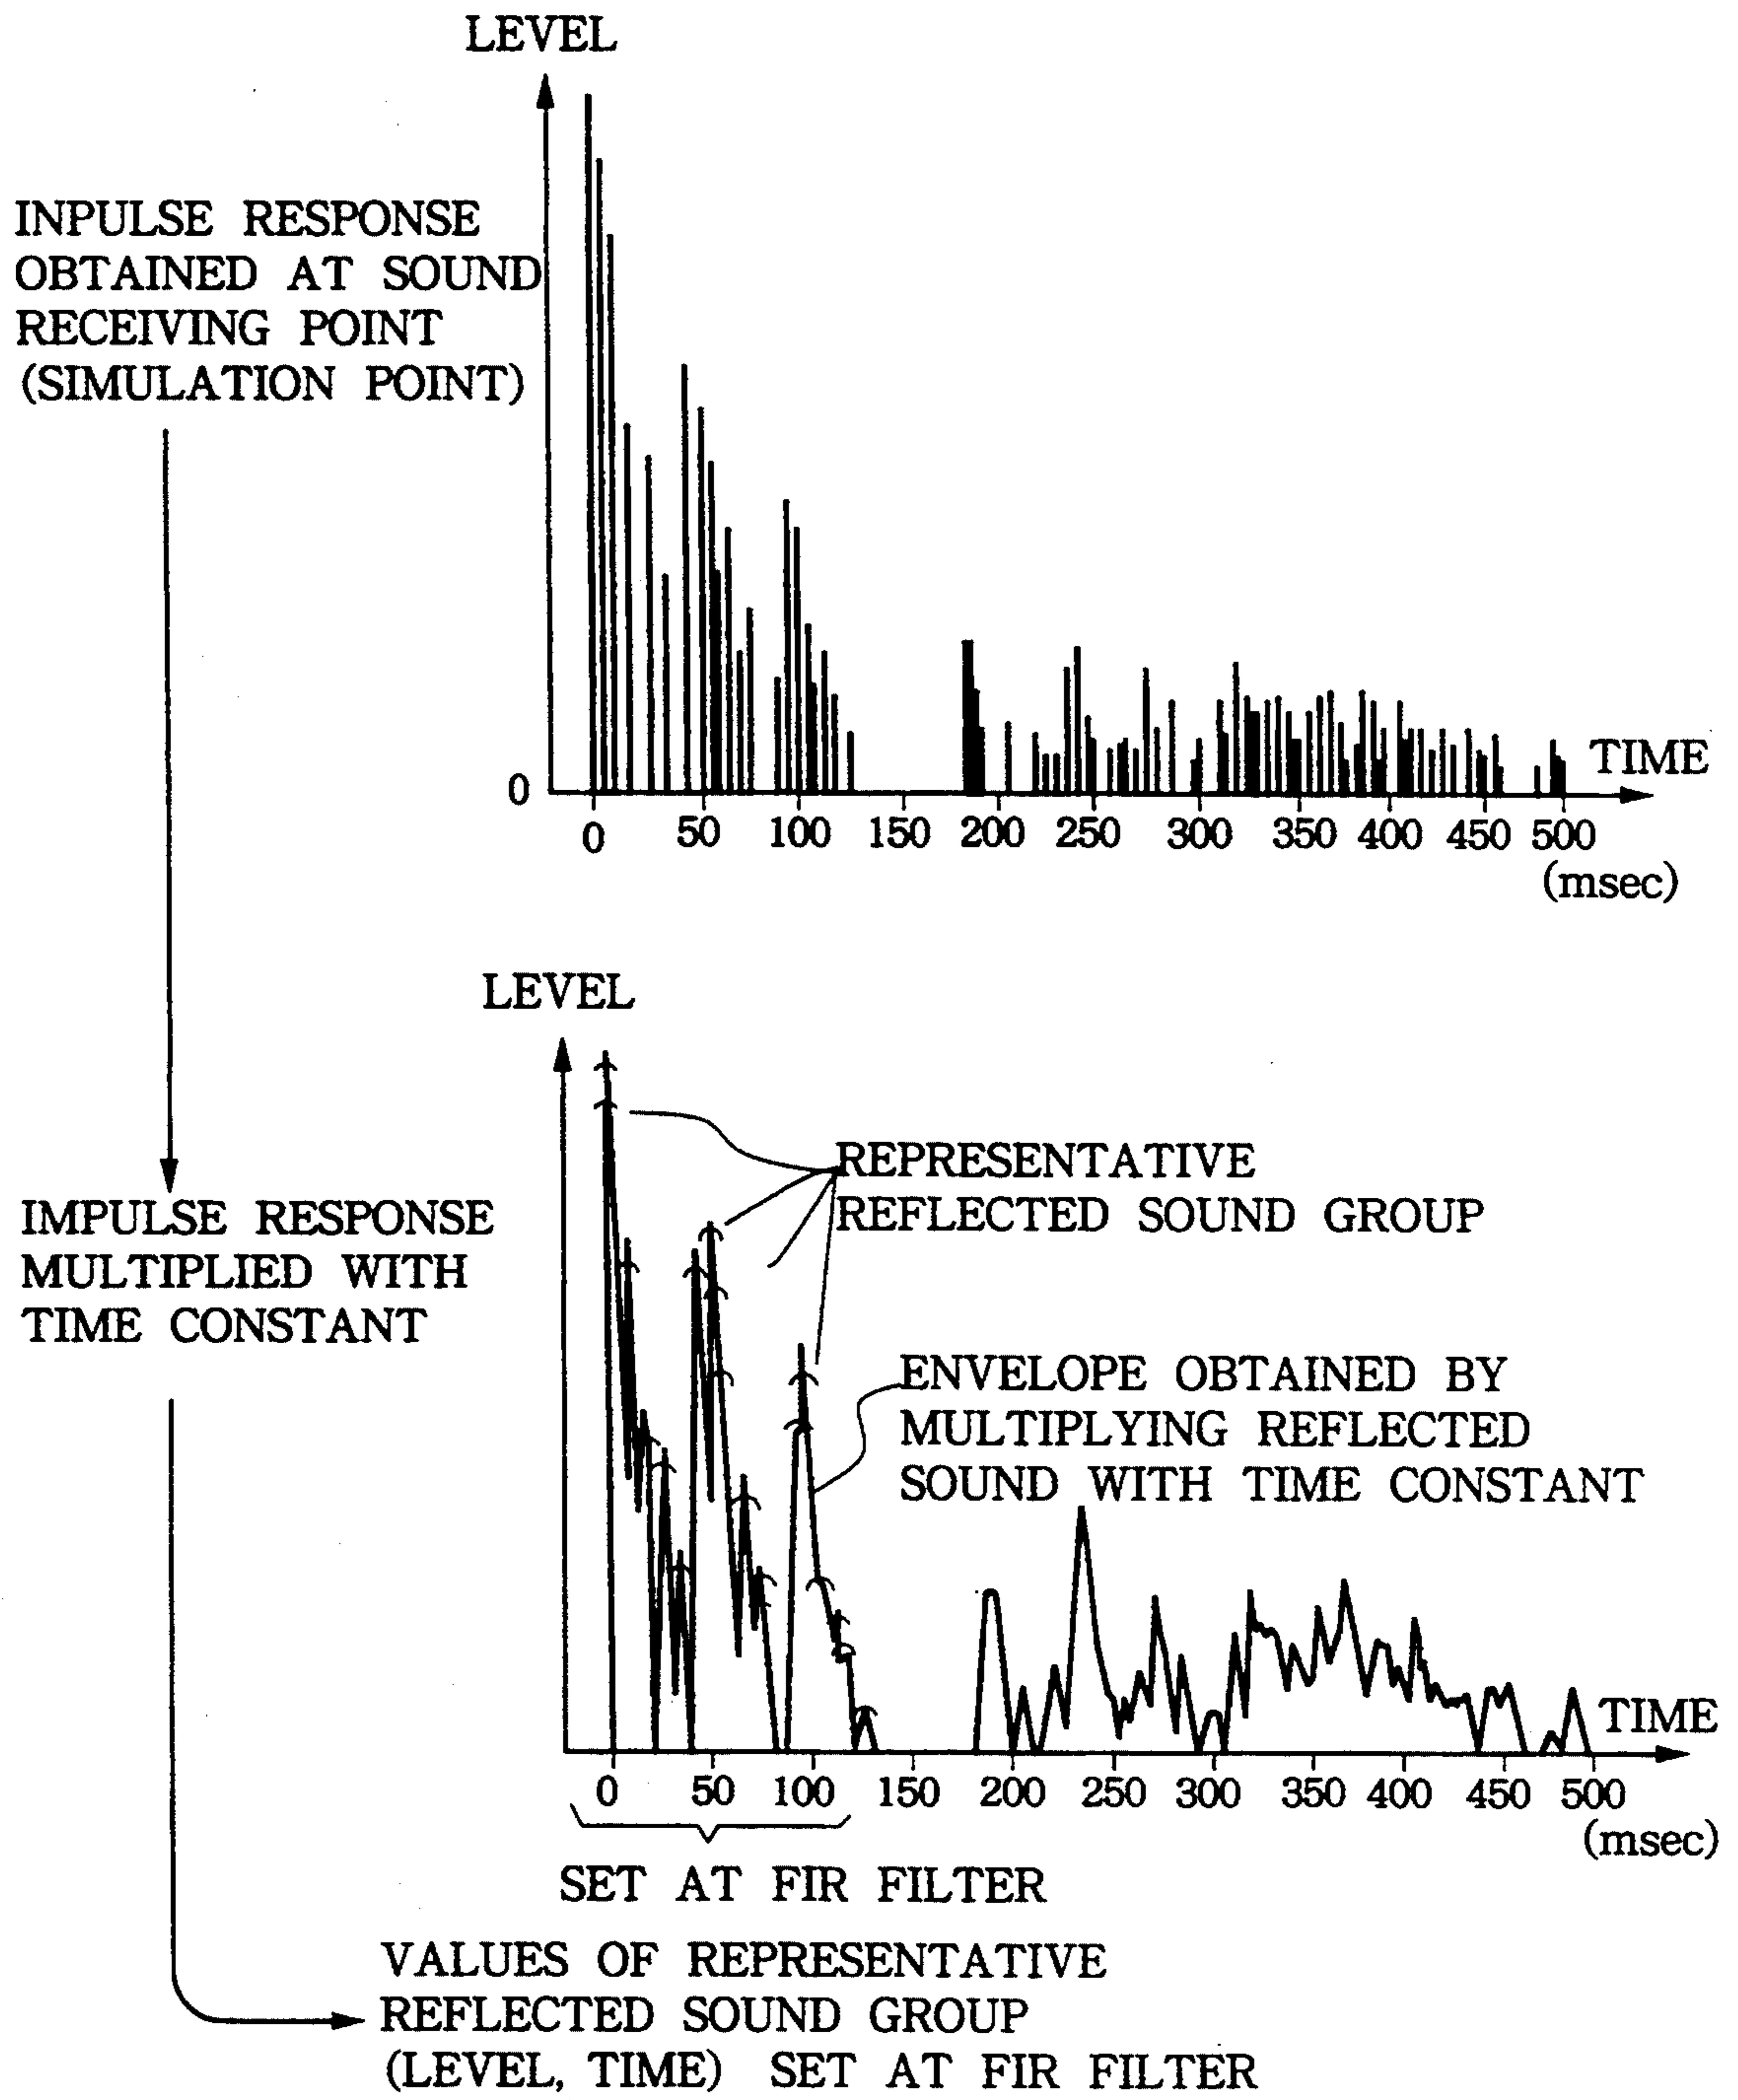 LEVEL
INPULSE RESPONSE
OBTAINED AT SOUND
RECEIVING POINT
(SIMULATION POINT)
0
TIME
0 50 100 150 200 250 300 350 400 450 500
(msec)
LEVEL
REPRESENTATIVE
REFLECTED SOUND GROUP
IMPULSE RESPONSE
MULTIPLIED WITH
TIME CONSTANT
ENVELOPE OBTAINED BY
MULTIPLYING REFLECTED
SOUND WITH TIME CONSTANT
TIME
0 50 100 150 200 250 300 350 400 450 500
(msec)
SET AT FIR FILTER
VALUES OF REPRESENTATIVE
REFLECTED SOUND GROUP
(LEVEL, TIME) SET AT FIR FILTER